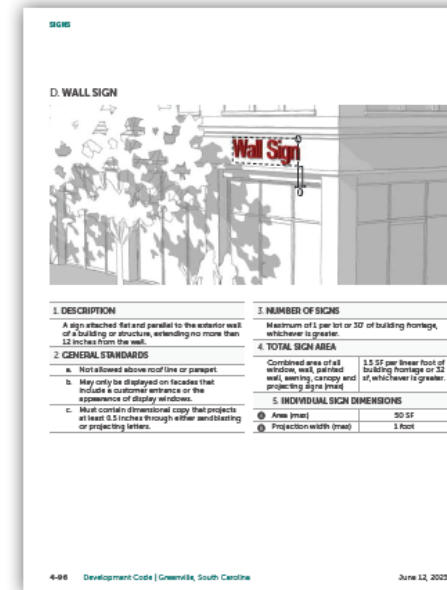 SIGNS
D. WALL SIGN
Wall Sign
1. DESCRIPTION
A sign attached flat and parallel to the exterior wall
of a building or structure, extending no more than
12 inches from the wall.
2. GENERAL STANDARDS
a. Not allowed above roof line or parapet.
b. May only be displayed on facades that
include a customer entrance or the
appearance of display windows.
c. Must contain dimensional copy that projects
at least 0.5 inches through either sandblasting
or projecting letters.
3. NUMBER OF SIGNS
Maximum of 1 per lot or 30' of building frontage,
whichever is greater.
4. TOTAL SIGN AREA
Combined area of all
window, wall, painted
wall, awning, canopy and
projecting signs (max)
1.5 SF per linear foot of
building frontage or 32
sf, whichever is greater.
5. INDIVIDUAL SIGN DIMENSIONS
Area (max) 50 SF
Projection width (max) 1 foot
4-96 Development Code | Greenville, South Carolina June 12, 2025